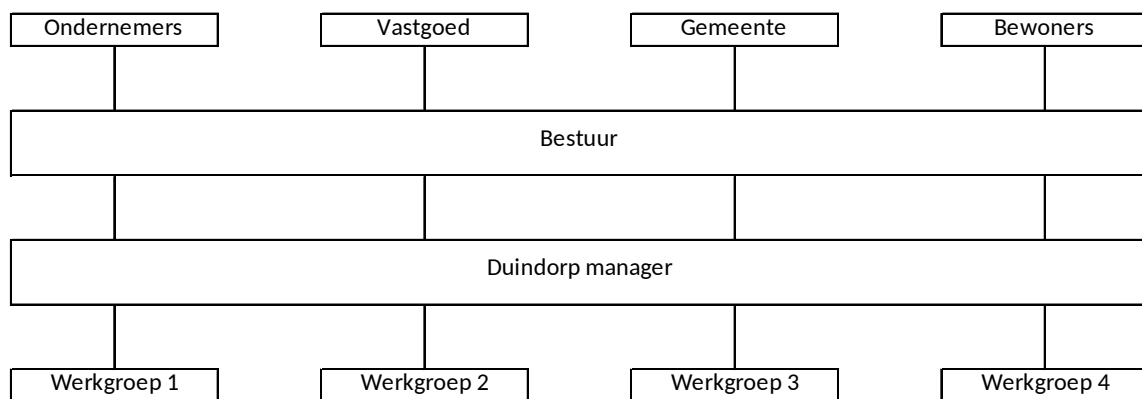 Ondernemers Vastgoed Gemeente Bewoners
Bestuur
Duindorp manager
Werkgroep 1 Werkgroep 2 Werkgroep 3 Werkgroep 4